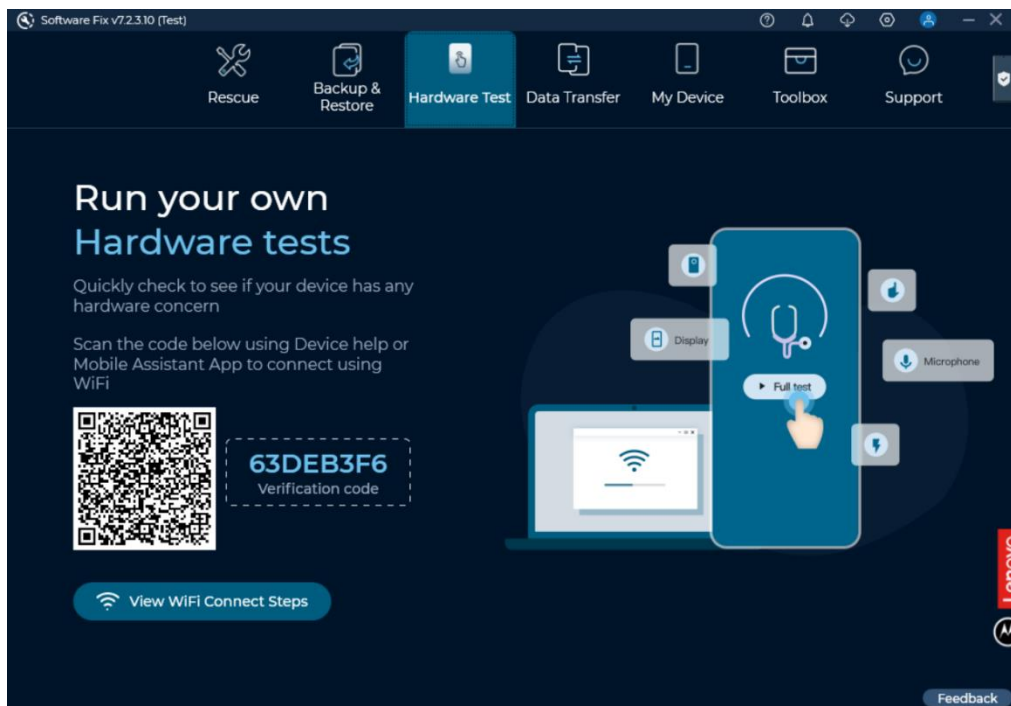 Software Fix v7.2.3.10 (Test)
Rescue
Backup &
Restore
Hardware Test
Data Transfer
My Device
Toolbox
Support
Run your own
Hardware tests
Quickly check to see if your device has any
hardware concern
Scan the code below using Device help or
Mobile Assistant App to connect using
WiFi
63DEB3F6
Verification code
View WiFi Connect Steps
Display
Microphone
Full test
Lenovo
Feedback